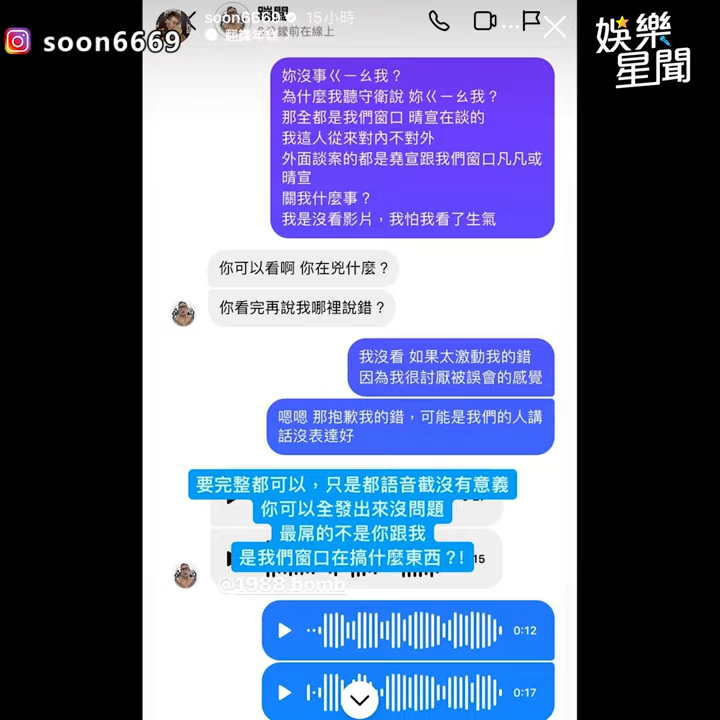 soon6669
soon6669 15小時
分鐘前在線上
娛樂
星聞
妳沒事ㄍㄧㄠ我？
為什麼我聽守衛說 妳ㄍㄧㄠ我？
那全都是我們窗口 晴宣在談的
我這人從來對內不對外
外面談案的都是堯宣跟我們窗口凡凡或
晴宣
關我什麼事？
我是沒看影片，我怕我看了生氣
你可以看啊 你在兇什麼？
你看完再說我哪裡說錯？
我沒看 如果太激動我的錯
因為我很討厭被誤會的感覺
嗯嗯 那抱歉我的錯，可能是我們的人講
話沒表達好
要完整都可以，只是都語音截沒有意義
你可以全發出來沒問題
最屌的不是你跟我
是我們窗口在搞什麼東西？!
15
@1988.bomb
0:12
0:17